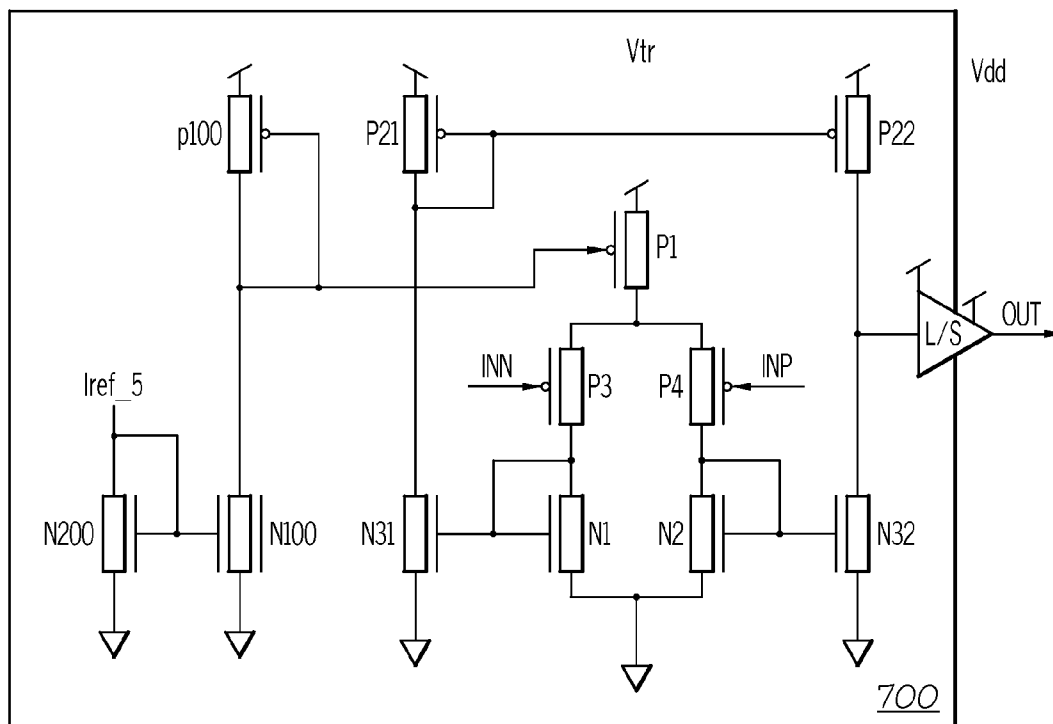 Vtr
Vdd
p100
P21
P22
P1
L/S
OUT
INN
P3
P4
INP
Iref_5
N200
N100
N31
N1
N2
N32
700